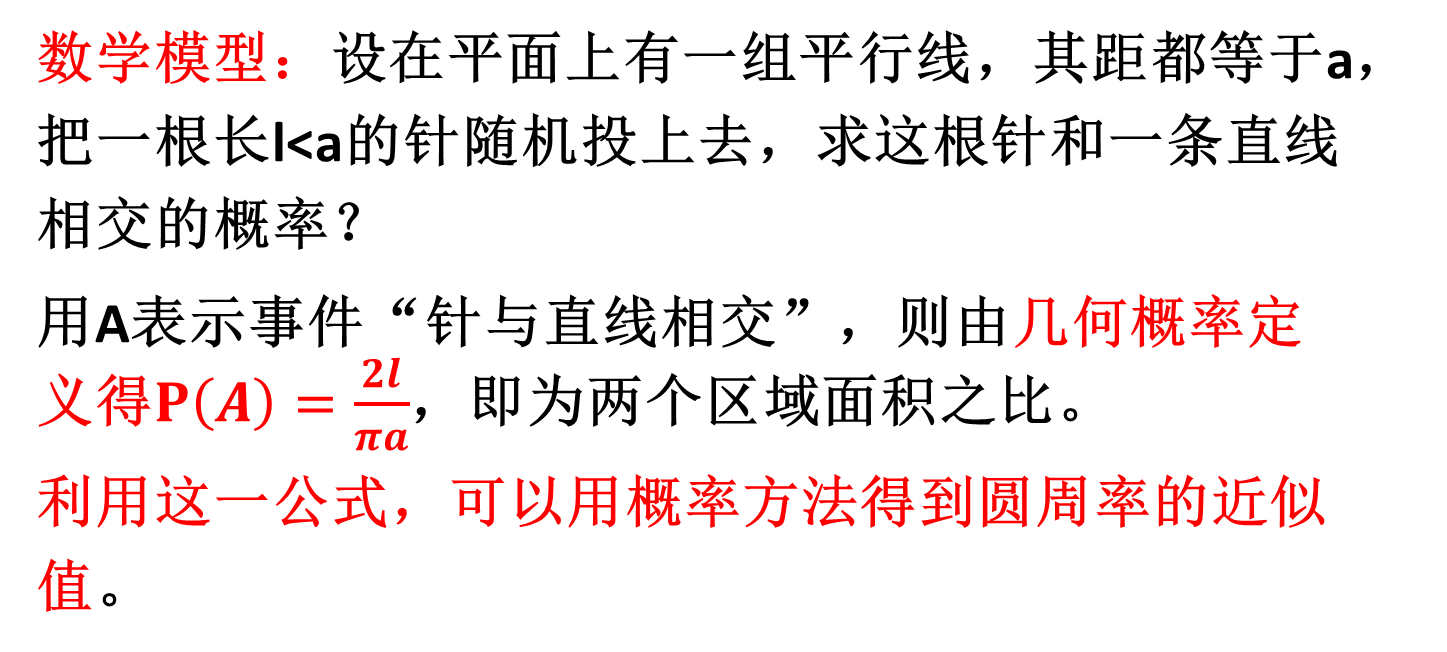 数学模型：设在平面上有一组平行线，其距都等于a，
把一根长l<a的针随机投上去，求这根针和一条直线
相交的概率？
用A表示事件“针与直线相交”，则由几何概率定
义得P(A) = \frac{2l}{πa}，即为两个区域面积之比。
利用这一公式，可以用概率方法得到圆周率的近似
值。